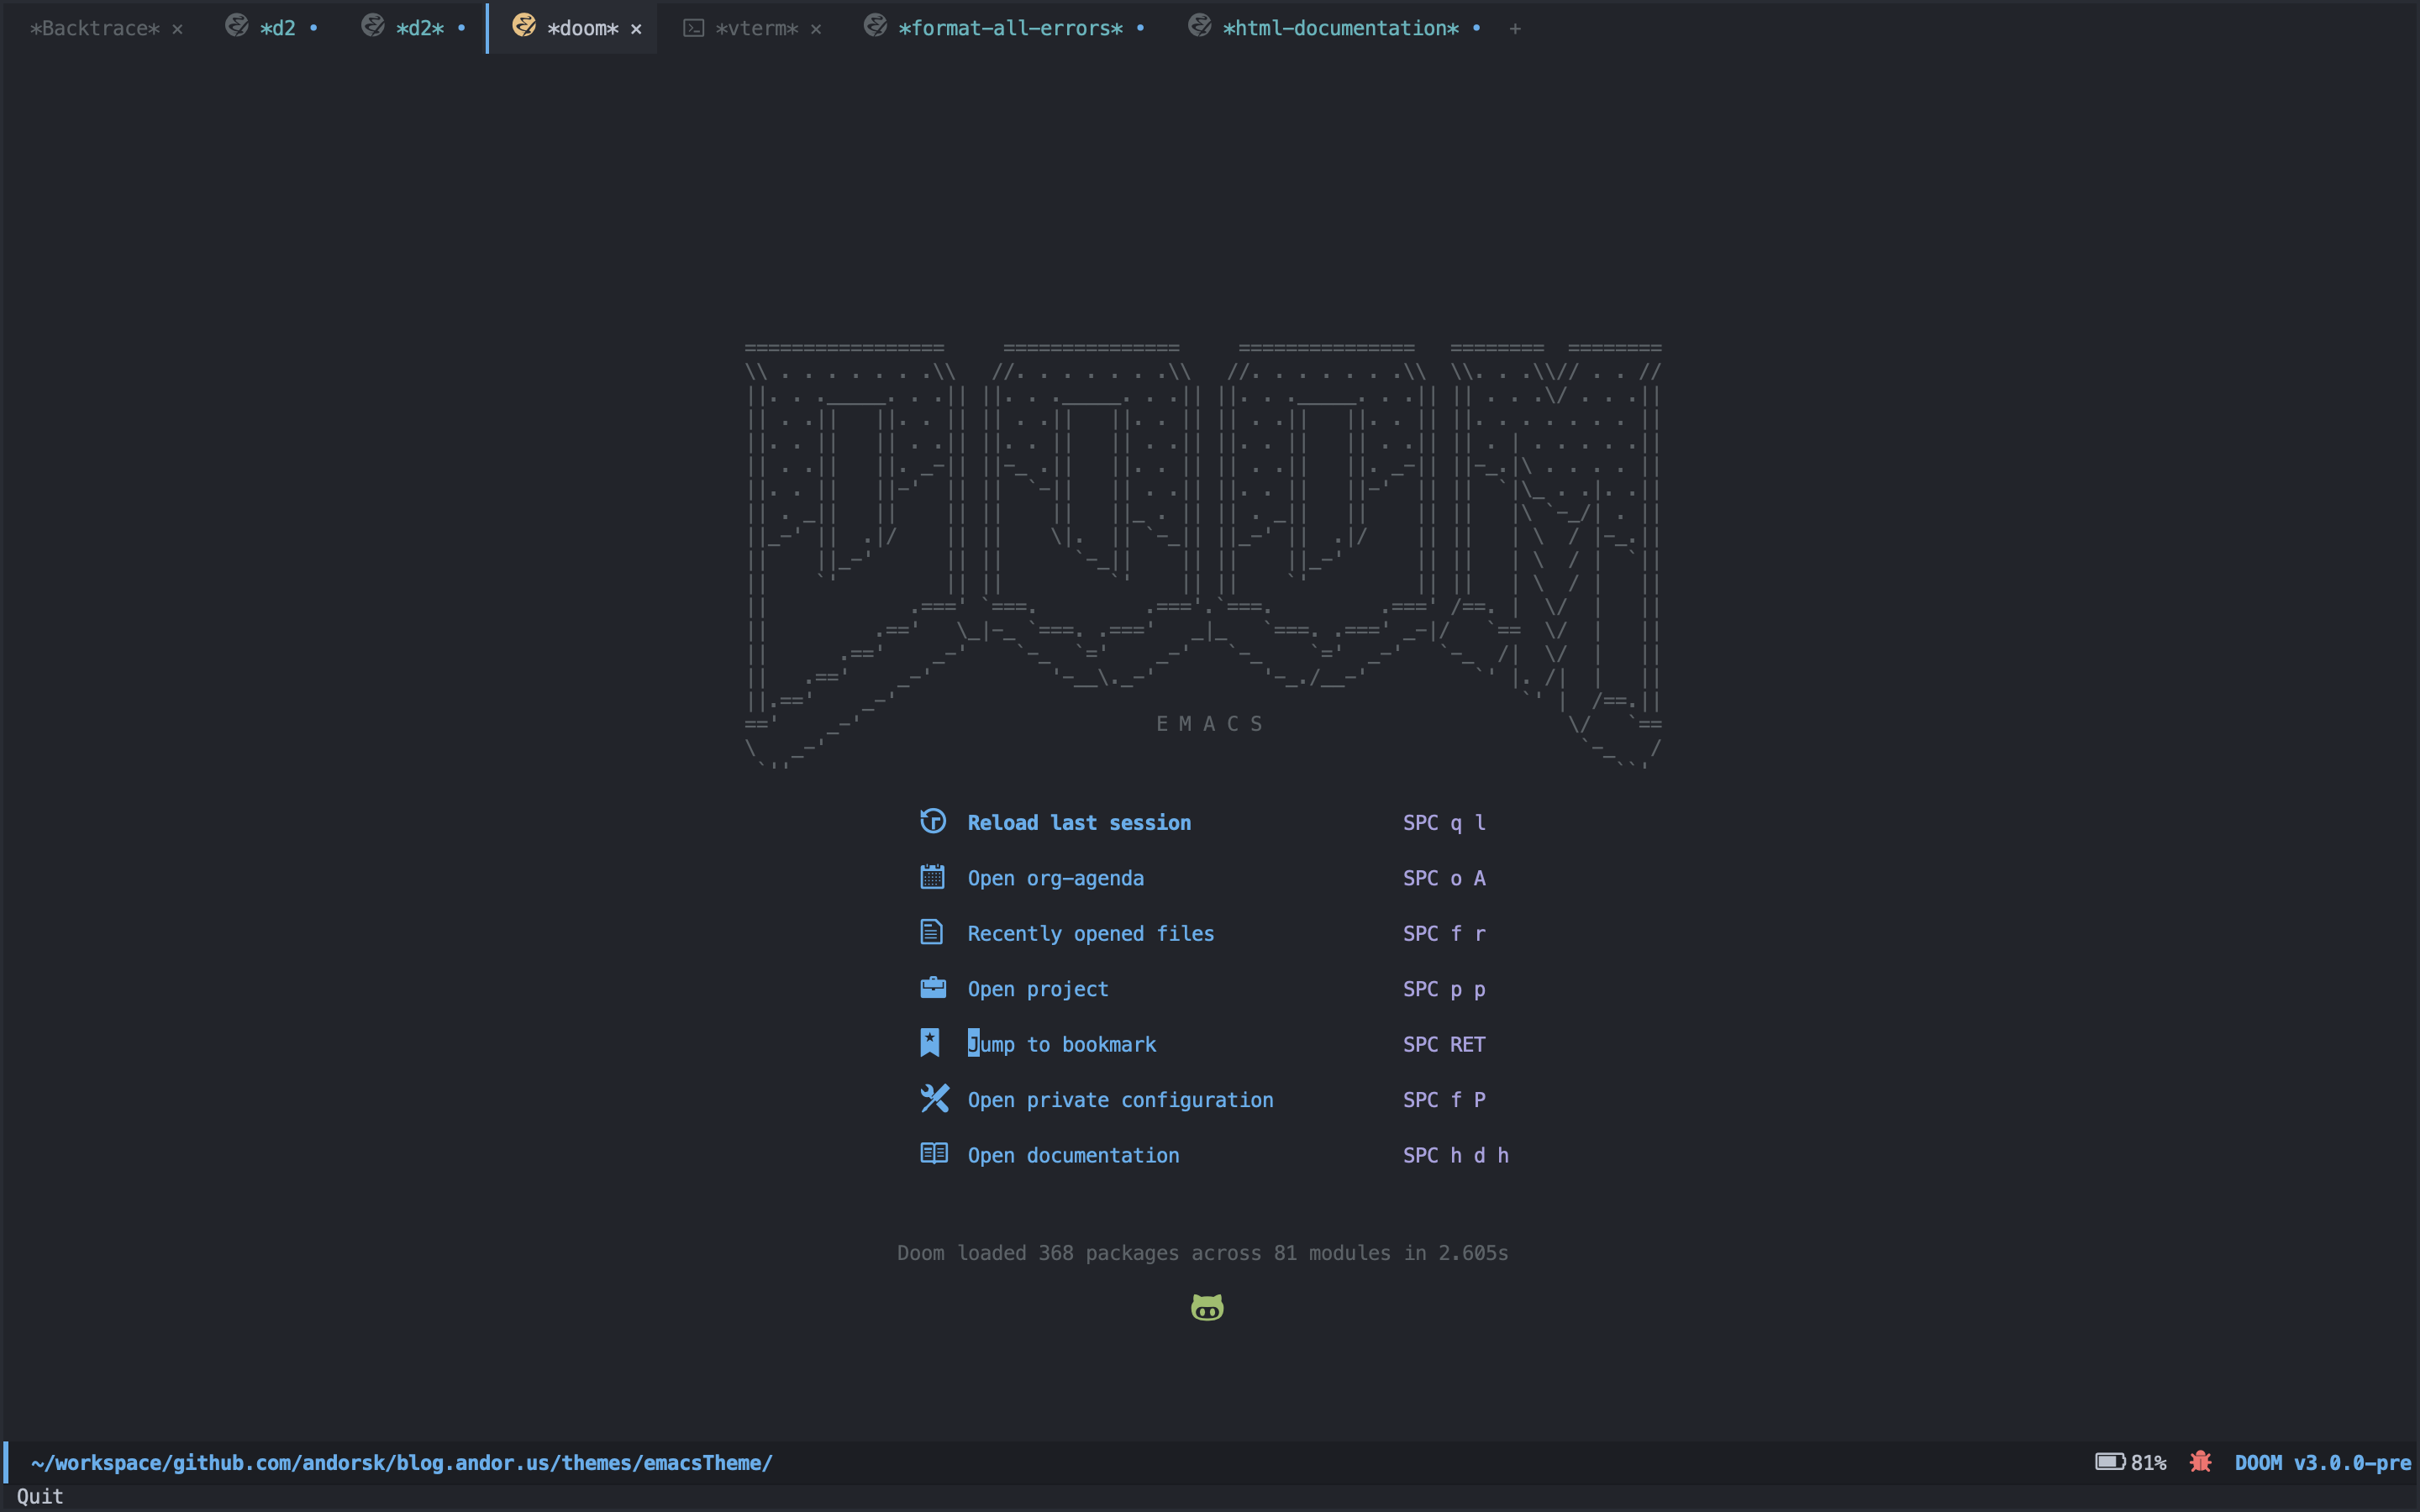 *Backtrace* × *d2 • *d2* • *doom* × *vterm* × *format-all-errors* • *html-documentation* • +
EMACS
Reload last session SPC q l
Open org-agenda SPC o A
Recently opened files SPC f r
Open project SPC p p
Jump to bookmark SPC RET
Open private configuration SPC f P
Open documentation SPC h d h
Doom loaded 368 packages across 81 modules in 2.605s
~/workspace/github.com/andorsk/blog.andor.us/themes/emacsTheme/ 81% DOOM v3.0.0-pre
Quit